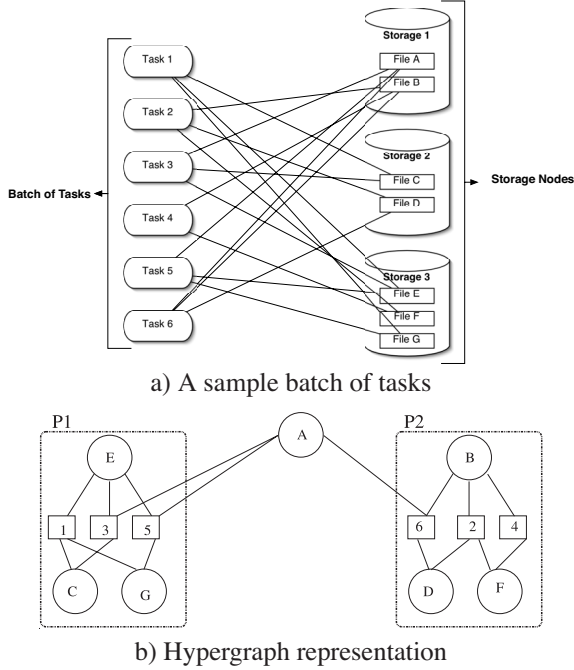 Storage 1
Task 1
File A
File B
Task 2
Task 3
Storage 2
File C
Batch of Tasks
Storage Nodes
File D
Task 4
Task 5
Storage 3
File E
File F
Task 6
File G
a) A sample batch of tasks
P1
P2
A
E
B
1 3 5
6 2 4
C G
D F
b) Hypergraph representation